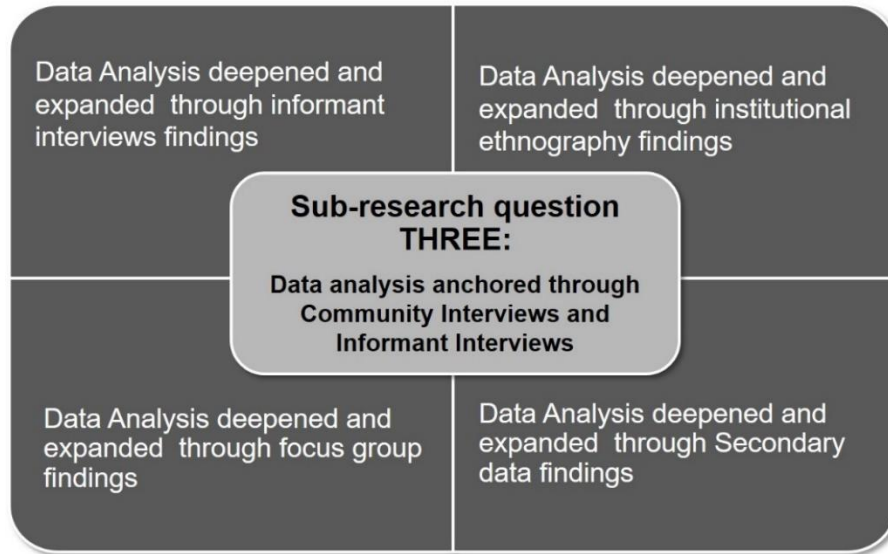 Data Analysis deepened and
expanded  through informant
interviews findings
Data Analysis deepened and
expanded  through institutional
ethnography findings
Sub-research question
THREE:
Data analysis anchored through
Community Interviews and
Informant Interviews
Data Analysis deepened and
expanded  through focus group
findings
Data Analysis deepened and
expanded  through Secondary
data findings